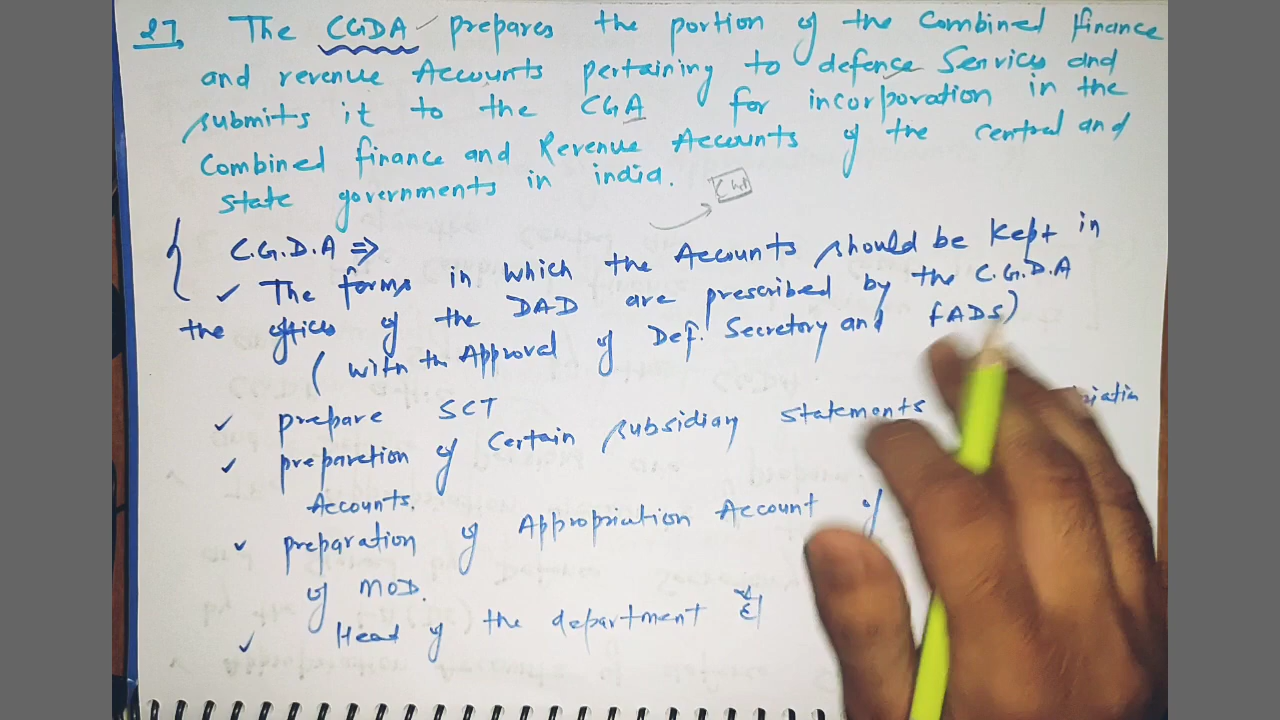 27. The CGDA prepares the portion of the Combined finance
and revenue Accounts pertaining to defense Services and
submits it to the CGA for incorporation in the
Combined finance and Revenue Accounts of the central and
state governments in india.
C.G.D.A ⇒
✓ The forms in which the Accounts should be kept in
the offices of the DAD are prescribed by the C.G.D.A
( with the Approval of Def. Secretory and FADS)
✓ prepare SCT
✓ preparetion of Certain subsidiary statements
Accounts.
✓ preparation of Appropriation Account of
of MOD.
✓ Head of the department है